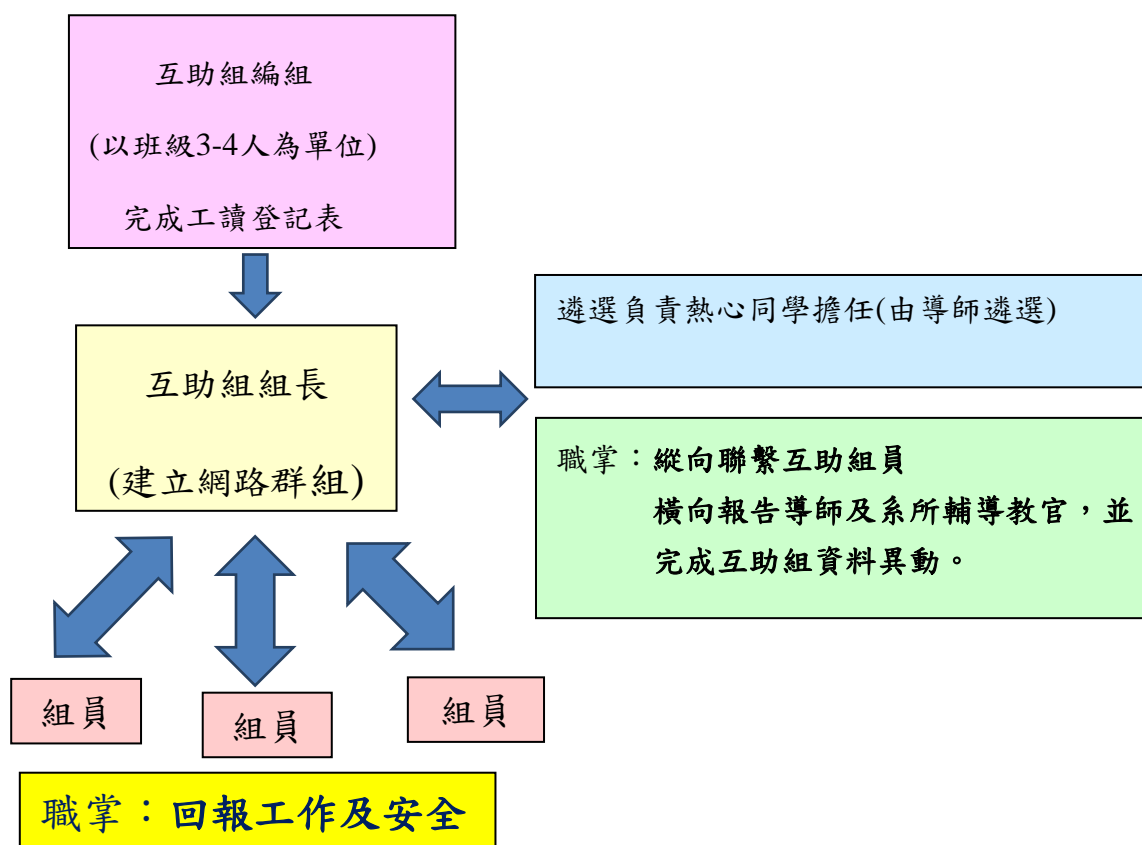 互助組編組
(以班級3-4人為單位)
完成工讀登記表
遴選負責熱心同學擔任(由導師遴選)
互助組組長
(建立網路群組)
職掌：縱向聯繫互助組員
橫向報告導師及系所輔導教官，並
完成互助組資料異動。
組員
組員
組員
職掌：回報工作及安全